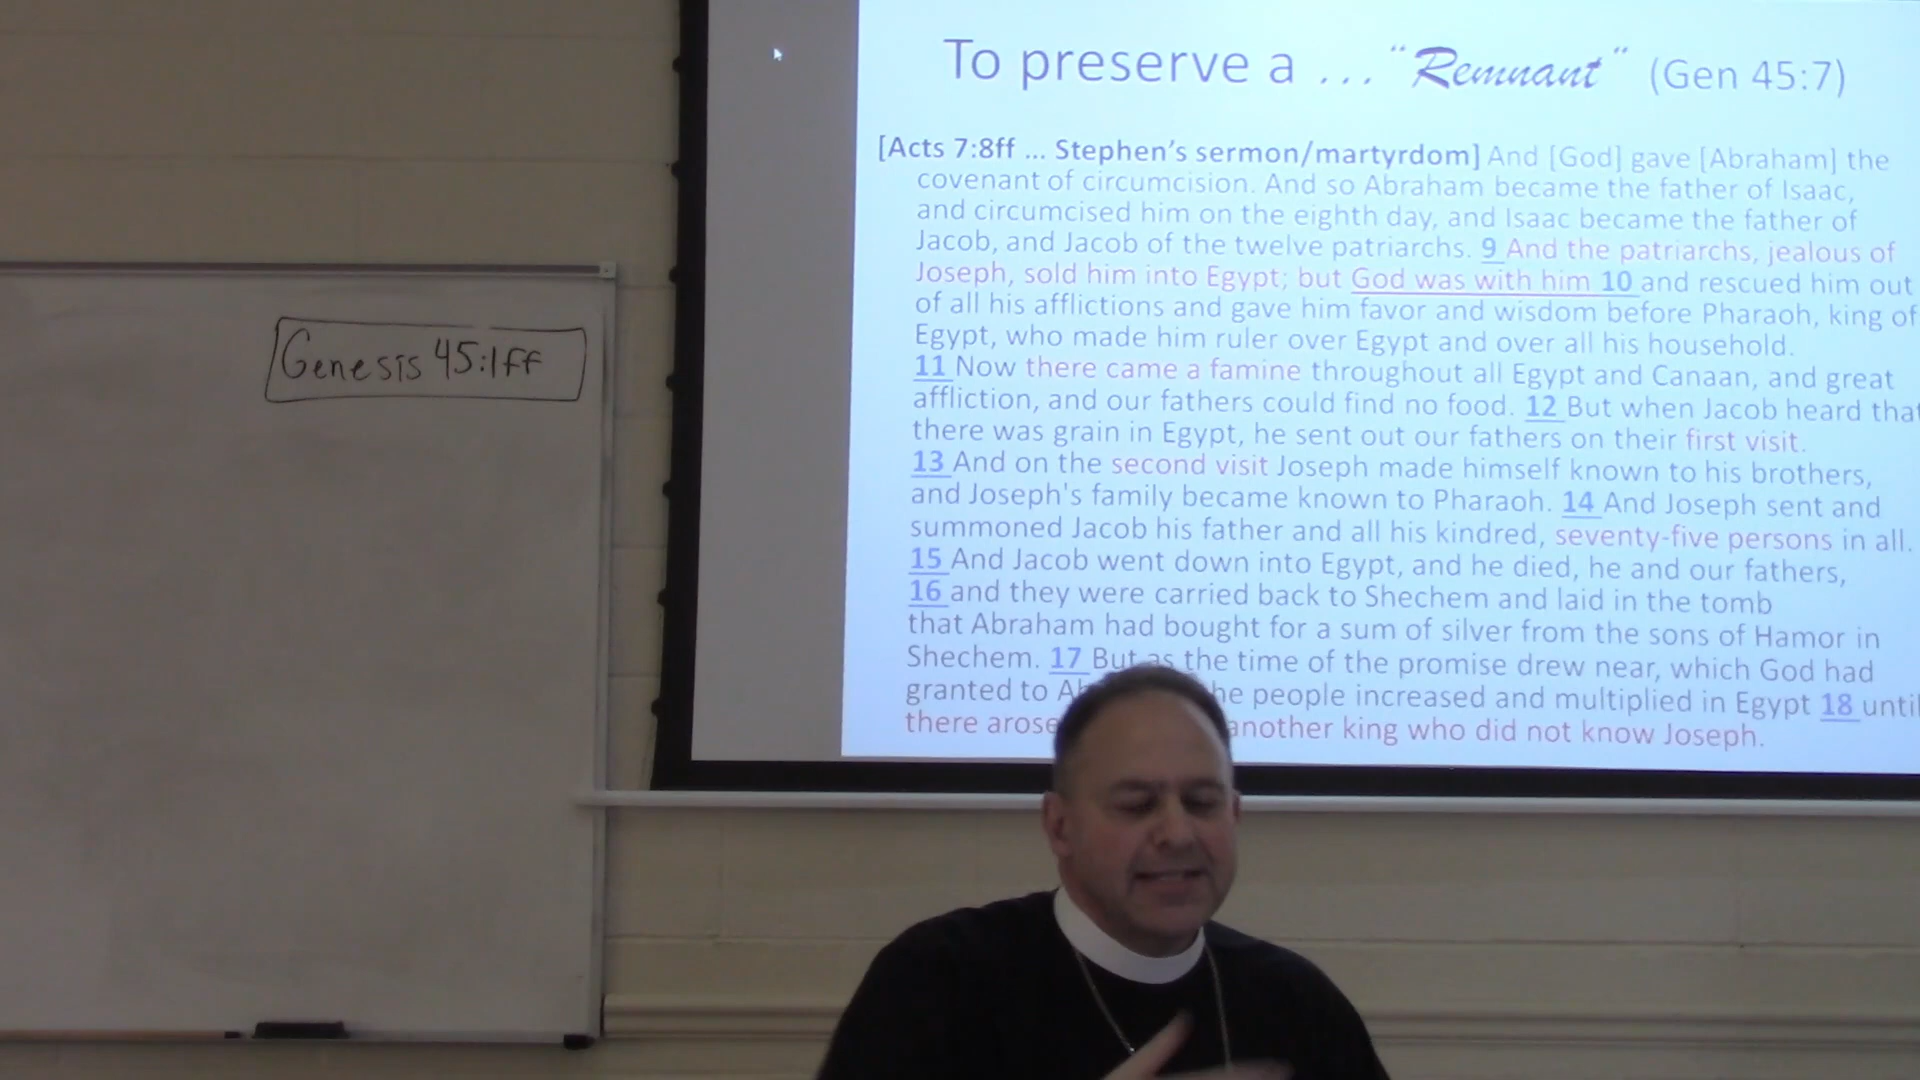 To preserve a ... "Remnant" (Gen 45:7)
[Acts 7:8ff ... Stephen's sermon/martyrdom] And [God] gave [Abraham] the
covenant of circumcision. And so Abraham became the father of Isaac,
and circumcised him on the eighth day, and Isaac became the father of
Jacob, and Jacob of the twelve patriarchs. 9 And the patriarchs, jealous of
Joseph, sold him into Egypt; but God was with him 10 and rescued him out
of all his afflictions and gave him favor and wisdom before Pharaoh, king of
Egypt, who made him ruler over Egypt and over all his household.
11 Now there came a famine throughout all Egypt and Canaan, and great
affliction, and our fathers could find no food. 12 But when Jacob heard that
there was grain in Egypt, he sent out our fathers on their first visit.
13 And on the second visit Joseph made himself known to his brothers,
and Joseph's family became known to Pharaoh. 14 And Joseph sent and
summoned Jacob his father and all his kindred, seventy-five persons in all.
15 And Jacob went down into Egypt, and he died, he and our fathers,
16 and they were carried back to Shechem and laid in the tomb
that Abraham had bought for a sum of silver from the sons of Hamor in
Shechem. 17 But as the time of the promise drew near, which God had
granted to he people increased and multiplied in Egypt 18 until
there arose another king who did not know Joseph.
Genesis 45:1ff